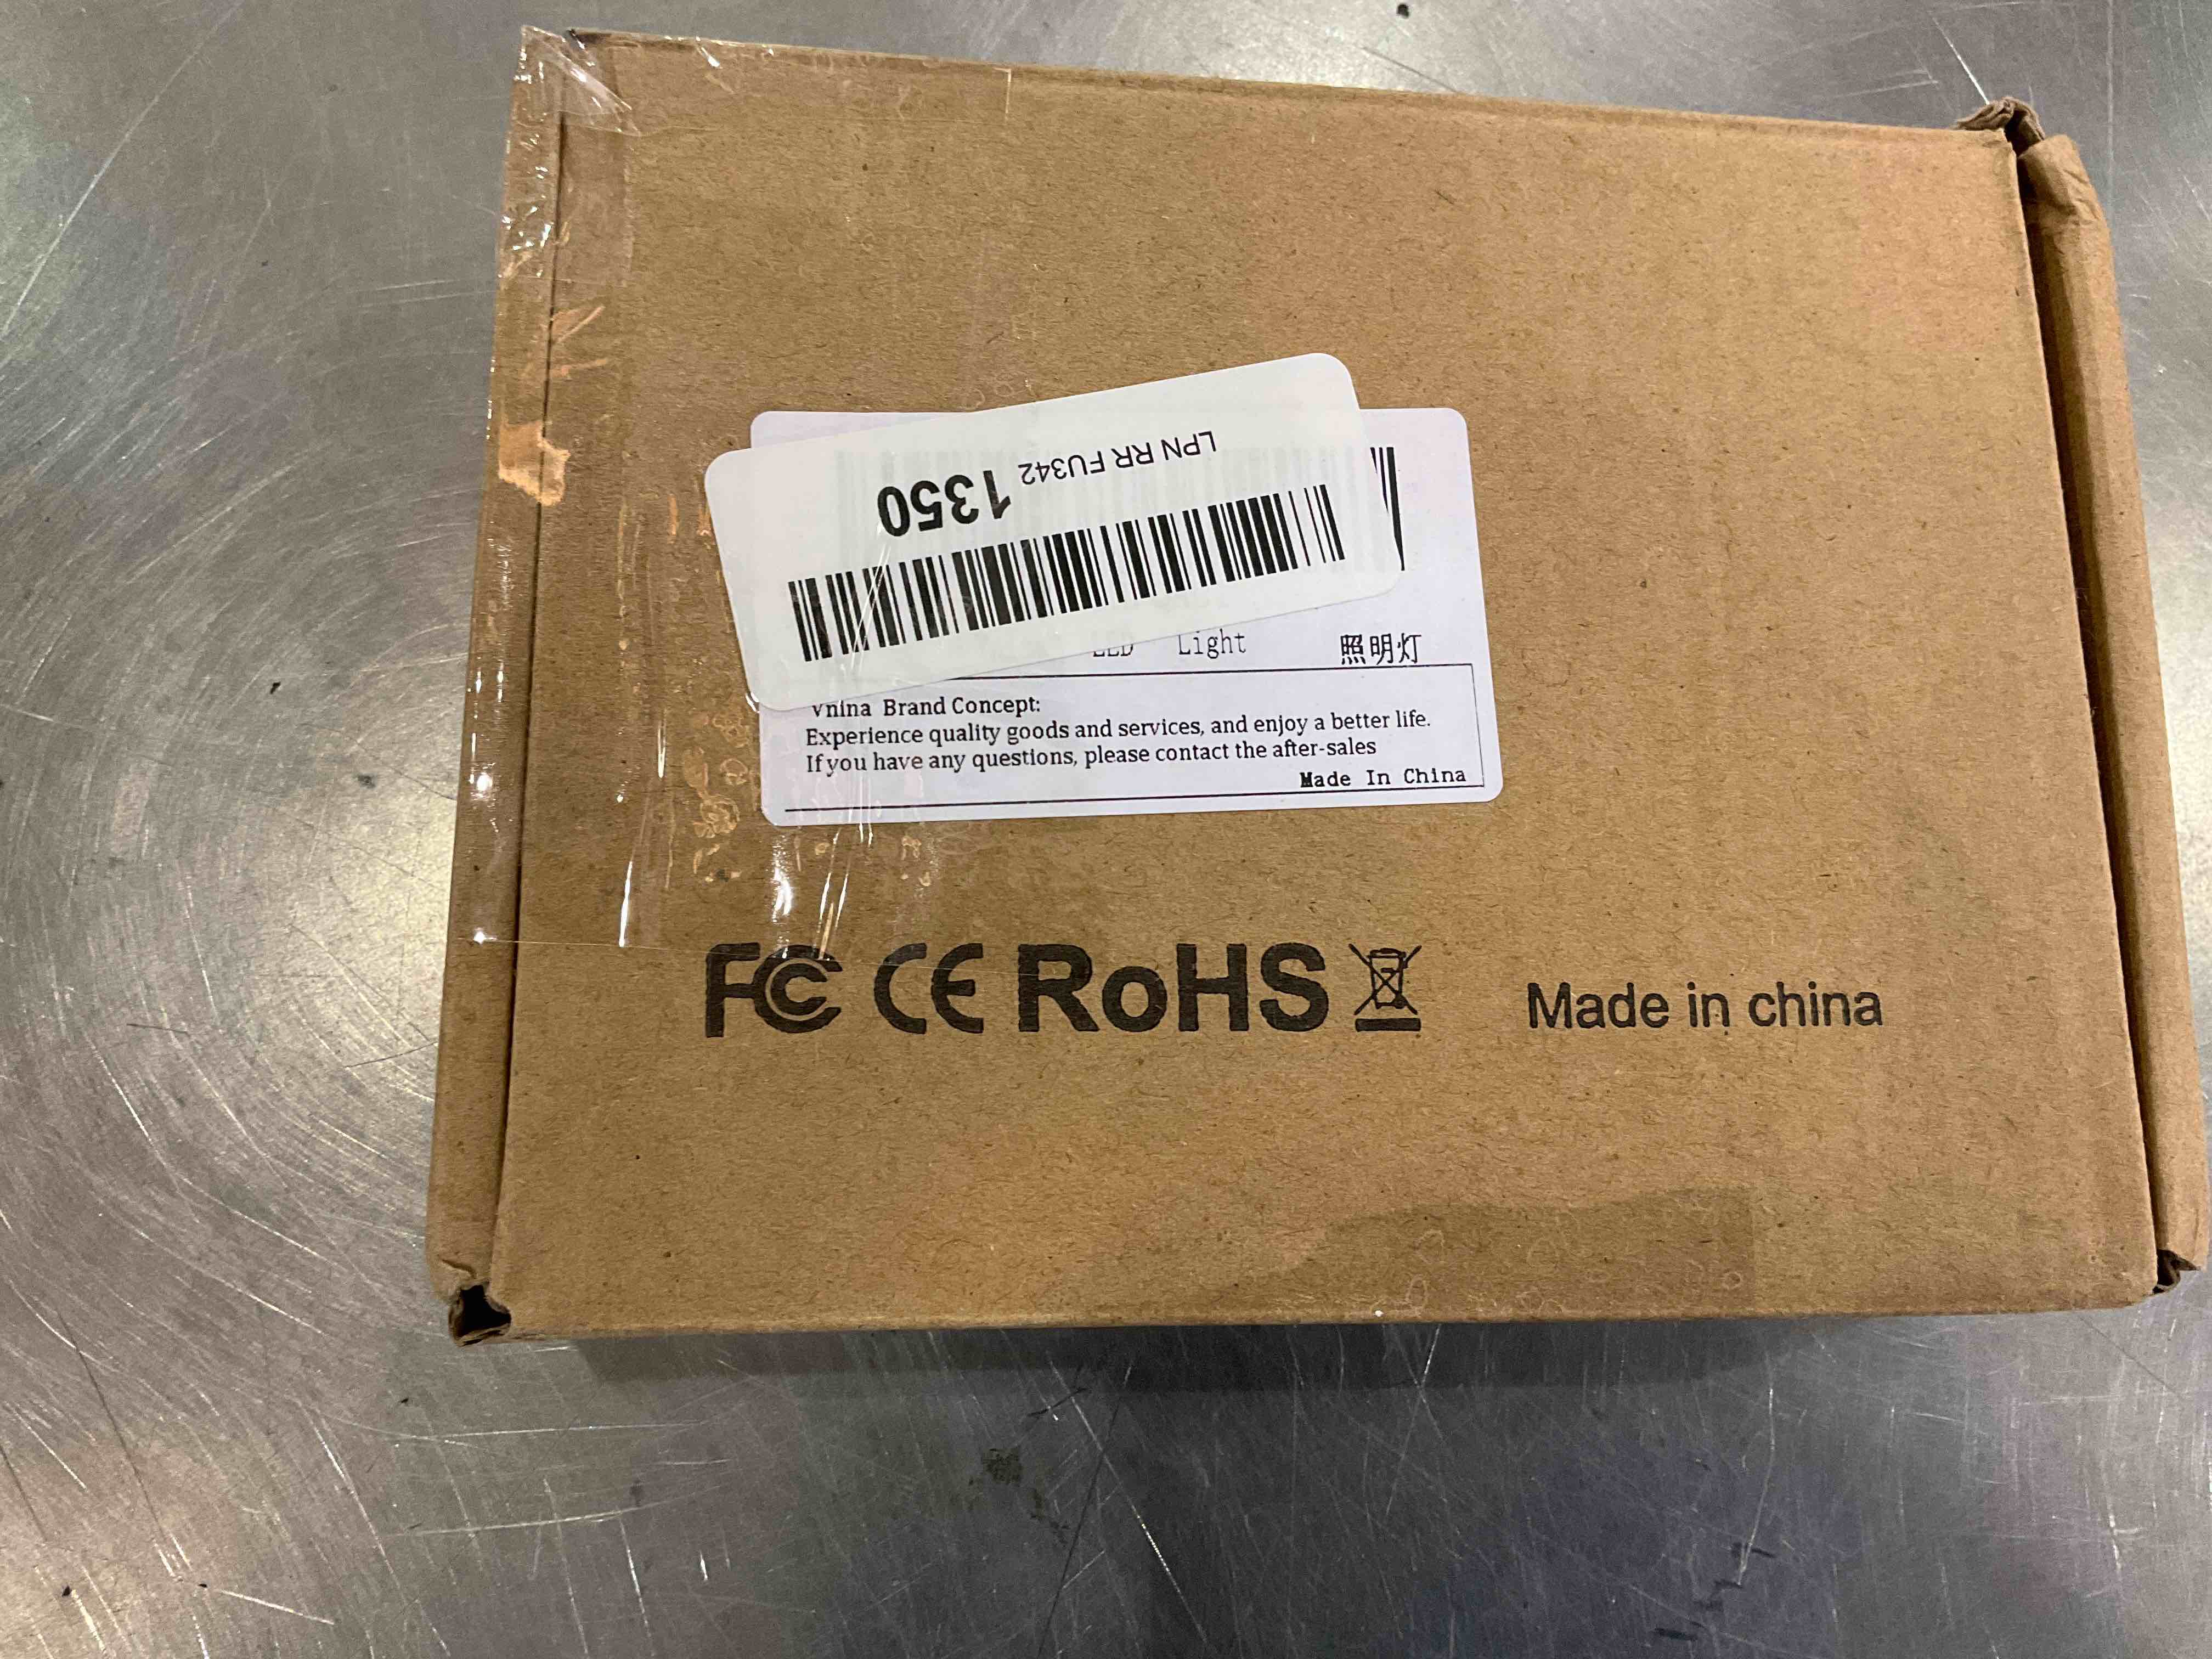 LPN RR FU342 1350
LED Light 照明灯
Vnina Brand Concept:
Experience quality goods and services, and enjoy a better life.
If you have any questions, please contact the after-sales
Made In China
FC CE RoHS
Made in china